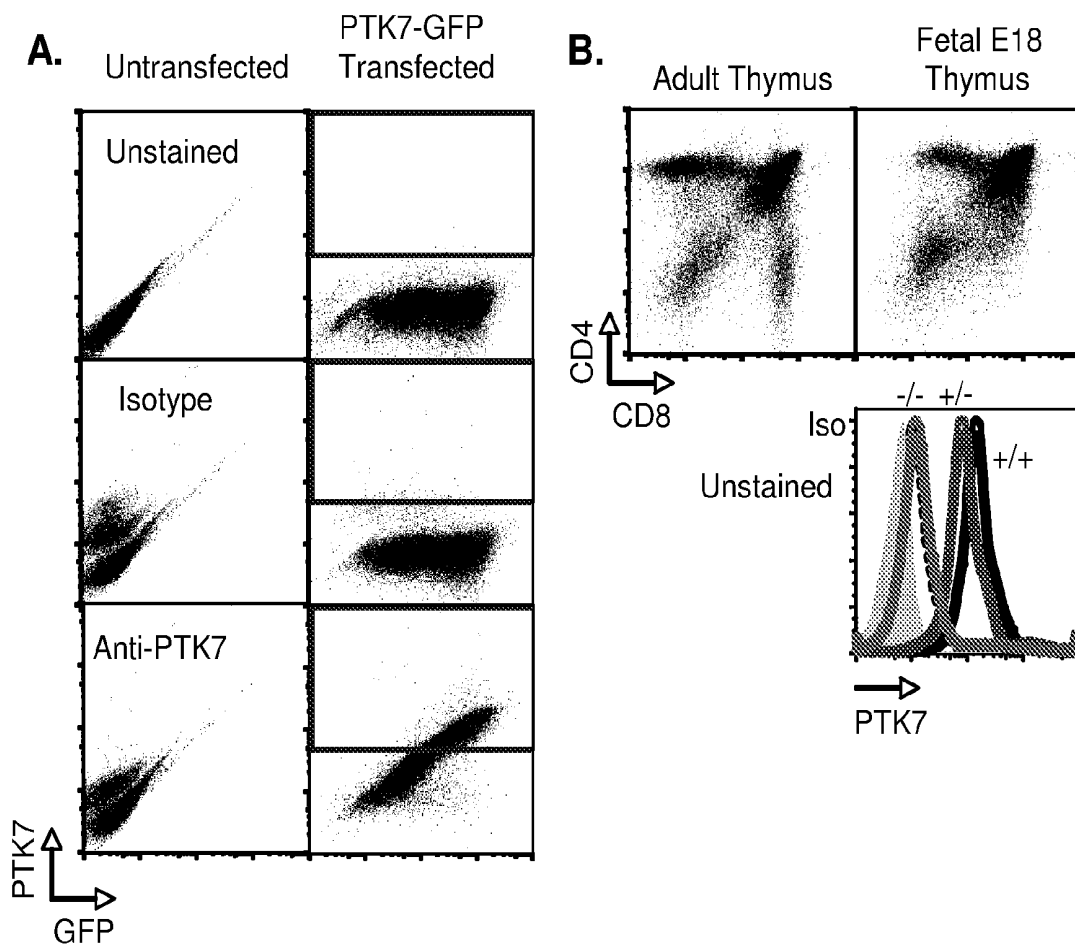 A.
Untransfected
PTK7-GFP
Transfected
Unstained
Isotype
Anti-PTK7
PTK7
GFP
B.
Adult Thymus
Fetal E18
Thymus
CD4
CD8
-/- +/-
Iso
+/+
Unstained
PTK7